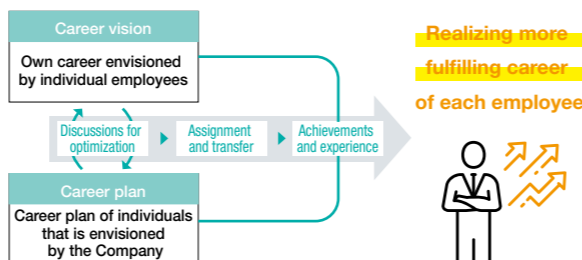 Career vision
Own career envisioned
by individual employees
Discussions for
optimization
Assignment
and transfer
Achievements
and experience
Career plan
Career plan of individuals
that is envisioned
by the Company
Realizing more
fulfilling career
of each employee